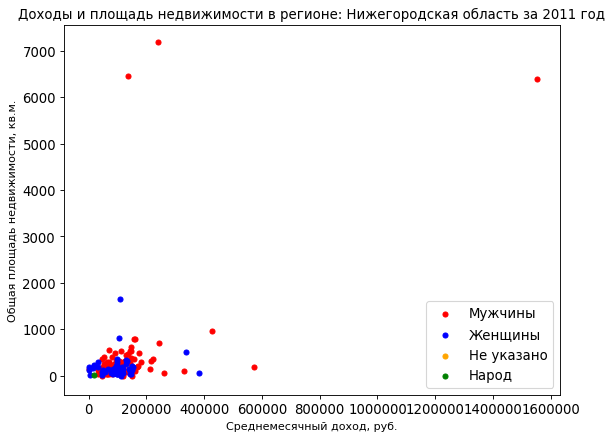 Доходы и площадь недвижимости в регионе: Нижегородская область за 2011 год
Общая площадь недвижимости, кв.м.
7000
6000
5000
4000
3000
2000
1000
0
Мужчины
Женщины
Не указано
Народ
0 200000 400000 600000 800000 1000000 1200000 1400000 1600000
Среднемесячный доход, руб.